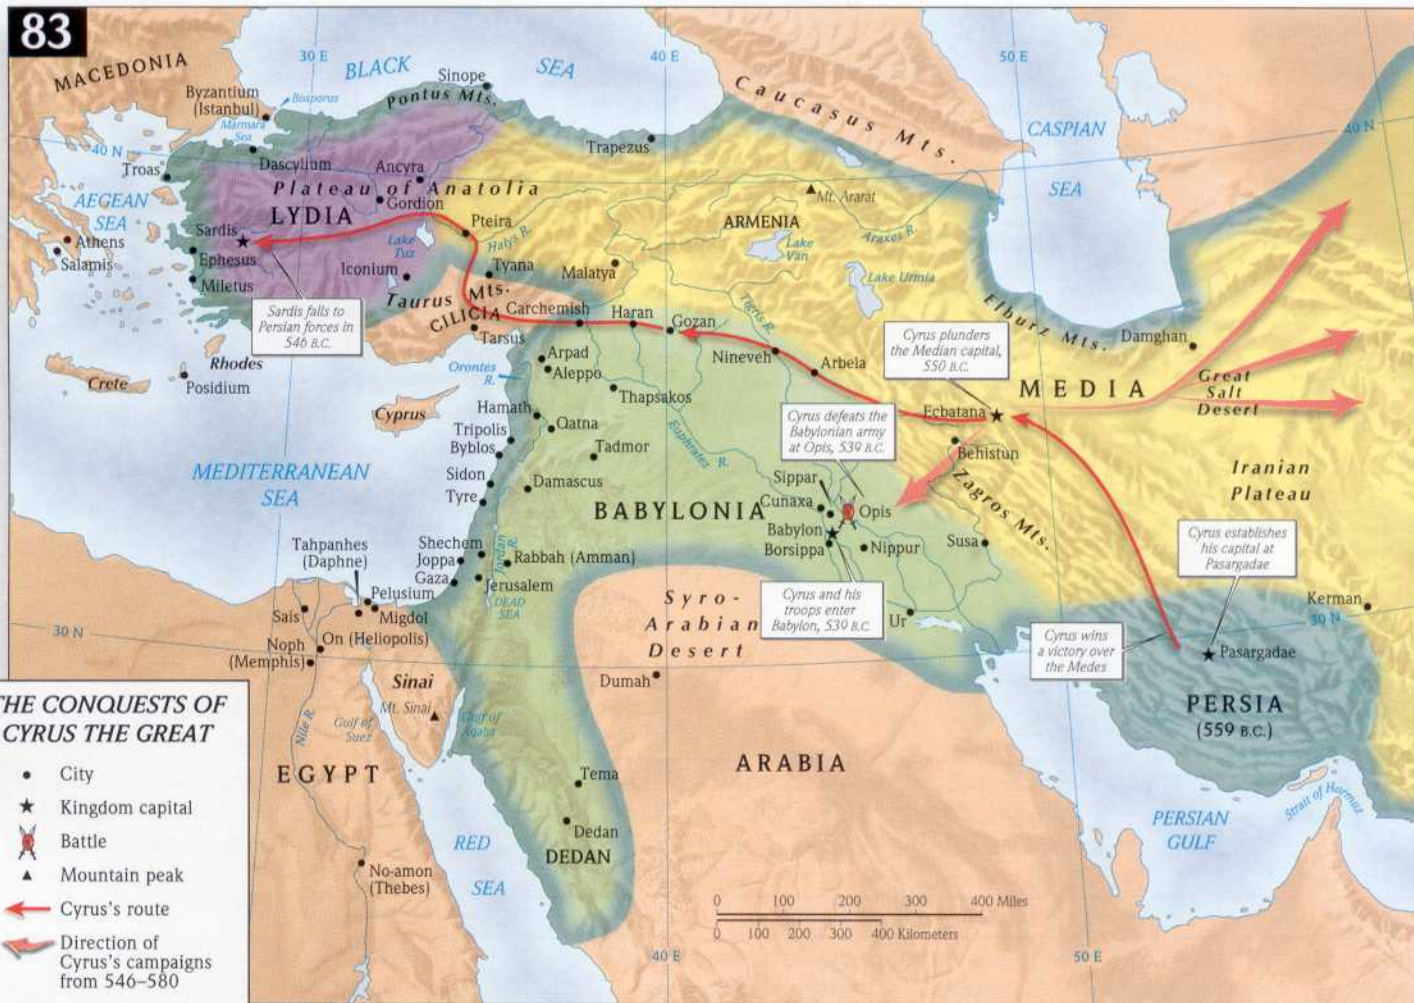 83
MACEDONIA
30 E
BLACK
SEA
40 E
50 E
Byzantium
(Istanbul)
Bosporus
Marmara
Sea
Sinope
Pontus Mts.
Caucasus Mts.
CASPIAN
SEA
40 N
40 N
Troas
Dascylium
Ancyra
Trapezus
Plateau of Anatolia
LYDIA
Gordion
Mt. Ararat
AEGEAN
SEA
ARMENIA
Araxes R.
Athens
Salamis
Sardis
Ephesus
Miletus
Lake
Tuz
Pteira
Halys R.
Lake
Van
Lake Urmia
Iconium
Tyana
Malatya
Taurus Mts.
CILICIA
Tarsus
Carchemish
Haran
Gozan
Tigris R.
Elburz Mts.
Damghan
Sardis falls to
Persian forces in
546 B.C.
Cyrus plunders
the Median capital,
550 B.C.
Nineveh
Arbela
MEDIA
Great
Salt
Desert
Rhodes
Crete
Posidium
Arpad
Aleppo
Orontes
R.
Thapsakos
Cyprus
Hamath
Qatna
Tripolis
Byblos
Tadmor
Euphrates R.
Cyrus defeats the
Babylonian army
at Opis, 539 B.C.
Ecbatana
Behistun
Iranian
Plateau
MEDITERRANEAN
SEA
Sidon
Tyre
Damascus
BABYLONIA
Sippar
Cunaxa
Opis
Babylon
Borsippa
Nippur
Zagros Mts.
Susa
Cyrus establishes
his capital at
Pasargadae
Tahpanhes
(Daphne)
Shechem
Joppa
Gaza
Jordan
R.
Rabbah (Amman)
Jerusalem
DEAD
SEA
Pelusium
Migdol
Sais
On (Heliopolis)
Noph
(Memphis)
30 N
Syro-
Arabian
Desert
Cyrus and his
troops enter
Babylon, 539 B.C.
Ur
Kerman
30 N
Cyrus wins
a victory over
the Medes
Pasargadae
Dumah
PERSIA
(559 B.C.)
Sinai
Mt. Sinai
Nile R.
Gulf of
Suez
Gulf of
Aqaba
EGYPT
ARABIA
Tema
Dedan
DEDAN
RED
SEA
No-amon
(Thebes)
PERSIAN
GULF
Strait of Hormuz
THE CONQUESTS OF
CYRUS THE GREAT
City
Kingdom capital
Battle
Mountain peak
Cyrus's route
Direction of
Cyrus's campaigns
from 546–580
0 100 200 300 400 Miles
0 100 200 300 400 Kilometers
40 E
50 E